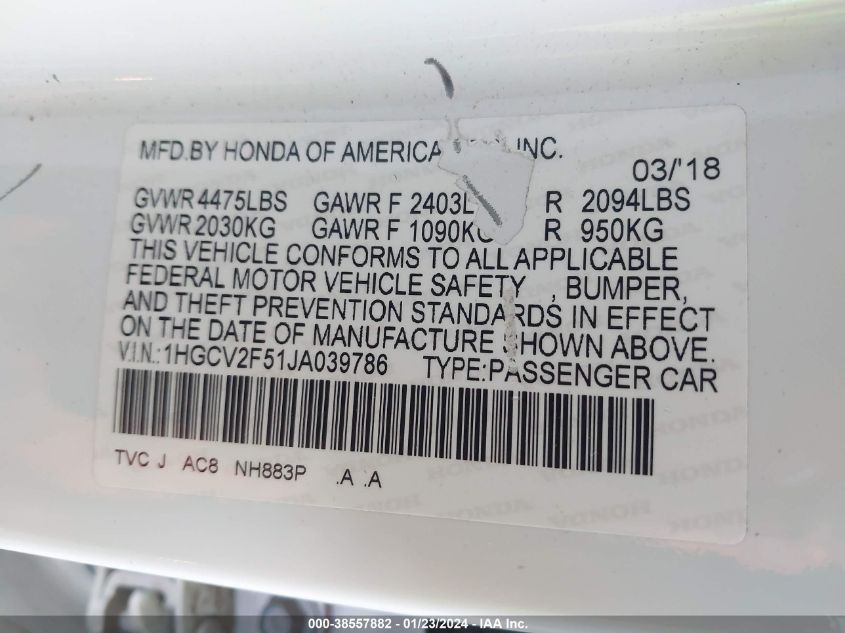 MFD.BY HONDA OF AMERICA INC.
03/'18
GVWR 4475LBS GAWR F 2403L R 2094LBS
GVWR 2030KG GAWR F 1090KG R 950KG
THIS VEHICLE CONFORMS TO ALL APPLICABLE
FEDERAL MOTOR VEHICLE SAFETY , BUMPER,
AND THEFT PREVENTION STANDARDS IN EFFECT
ON THE DATE OF MANUFACTURE SHOWN ABOVE.
V.I.N.:1HGCV2F51JA039786 TYPE:PASSENGER CAR
TVC J AC8 NH883P .A .A
000-38557882 / 01/23/2024 - IAA Inc.